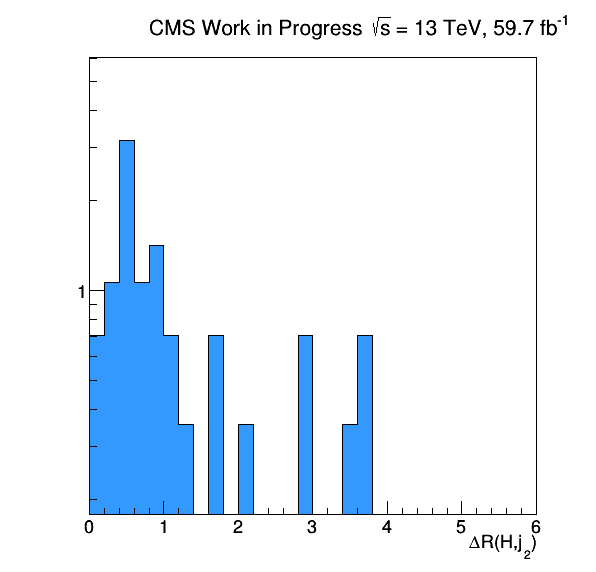 CMS Work in Progress √s = 13 TeV, 59.7 fb⁻¹
1
0 1 2 3 4 5 6
ΔR(H,j₂)